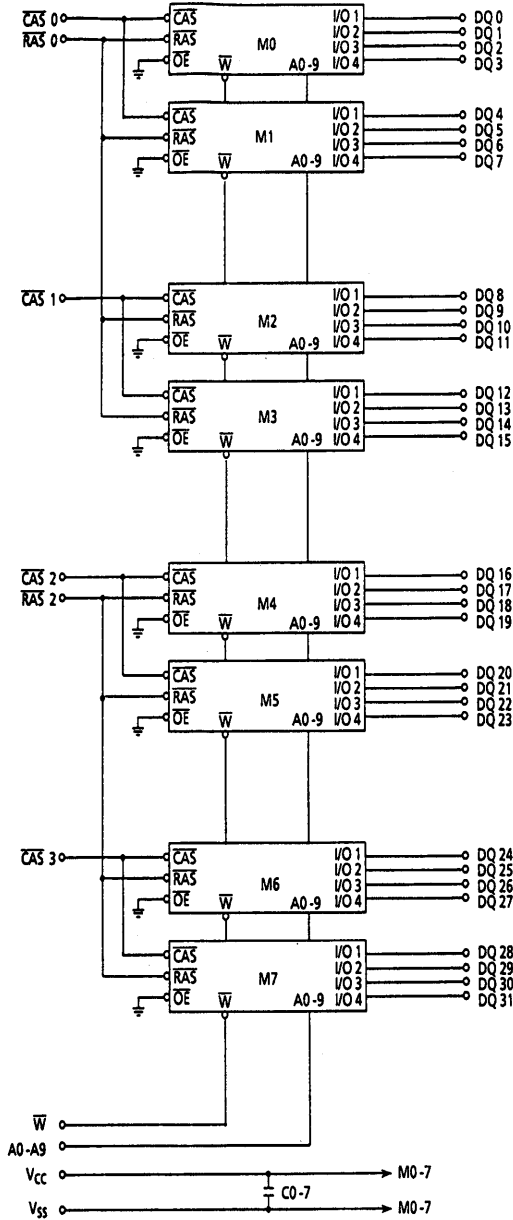 CAS 0 CAS M0 I/O 1 DQ 0
RAS 0 RAS I/O 2 DQ 1
I/O 3 DQ 2
OE W A0-9 I/O 4 DQ 3
CAS M1 I/O 1 DQ 4
RAS I/O 2 DQ 5
I/O 3 DQ 6
OE W A0-9 I/O 4 DQ 7
CAS 1 CAS M2 I/O 1 DQ 8
RAS I/O 2 DQ 9
I/O 3 DQ 10
OE W A0-9 I/O 4 DQ 11
CAS M3 I/O 1 DQ 12
RAS I/O 2 DQ 13
I/O 3 DQ 14
OE W A0-9 I/O 4 DQ 15
CAS 2 CAS M4 I/O 1 DQ 16
RAS 2 RAS I/O 2 DQ 17
I/O 3 DQ 18
OE W A0-9 I/O 4 DQ 19
CAS M5 I/O 1 DQ 20
RAS I/O 2 DQ 21
I/O 3 DQ 22
OE W A0-9 I/O 4 DQ 23
CAS 3 CAS M6 I/O 1 DQ 24
RAS I/O 2 DQ 25
I/O 3 DQ 26
OE W A0-9 I/O 4 DQ 27
CAS M7 I/O 1 DQ 28
RAS I/O 2 DQ 29
I/O 3 DQ 30
OE W A0-9 I/O 4 DQ 31
W
A0-A9
VCC M0-7
C0-7
VSS M0-7